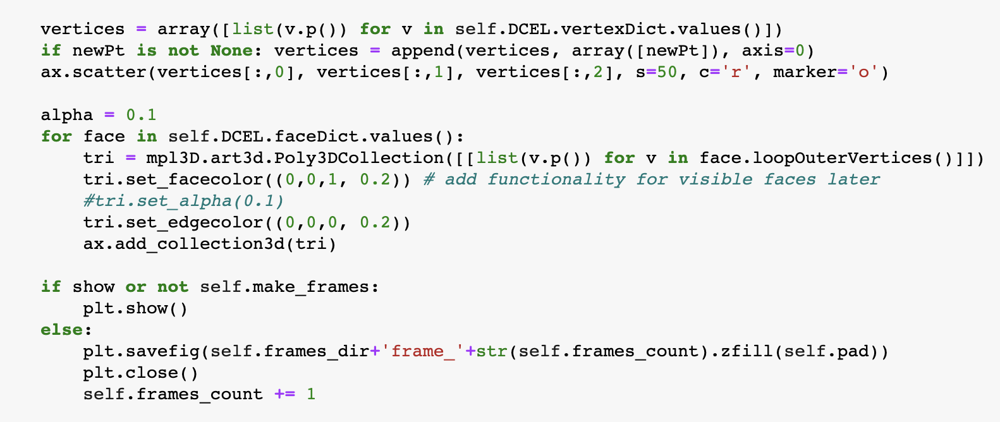 vertices = array([list(v.p()) for v in self.DCEL.vertexDict.values()])
if newPt is not None: vertices = append(vertices, array([newPt]), axis=0)
ax.scatter(vertices[:,0], vertices[:,1], vertices[:,2], s=50, c='r', marker='o')

alpha = 0.1
for face in self.DCEL.faceDict.values():
    tri = mpl3D.art3d.Poly3DCollection([[list(v.p()) for v in face.loopOuterVertices()]])
    tri.set_facecolor((0,0,1, 0.2)) # add functionality for visible faces later
    #tri.set_alpha(0.1)
    tri.set_edgecolor((0,0,0, 0.2))
    ax.add_collection3d(tri)

if show or not self.make_frames:
    plt.show()
else:
    plt.savefig(self.frames_dir+'frame_'+str(self.frames_count).zfill(self.pad))
    plt.close()
    self.frames_count += 1